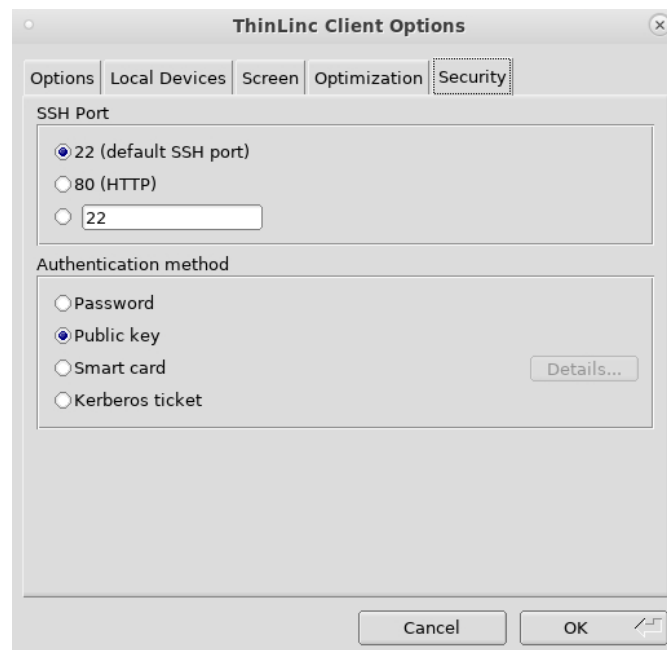 ThinLinc Client Options
Options Local Devices Screen Optimization Security
SSH Port
22 (default SSH port)
80 (HTTP)
22
Authentication method
Password
Public key
Smart card Details...
Kerberos ticket
Cancel OK